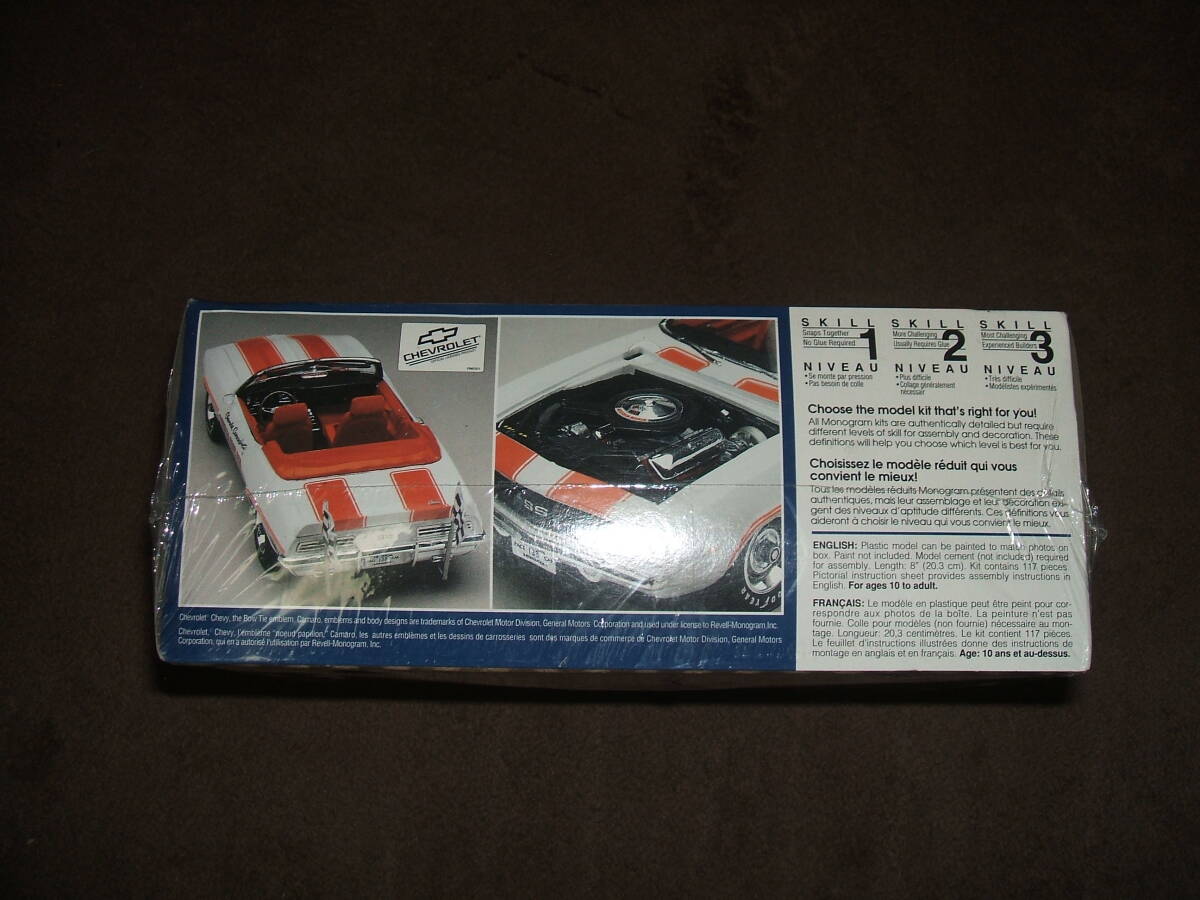 CHEVROLET
SS
Chevrolet, Chevy, the Bow Tie emblem, Camaro, emblems and body designs are trademarks of Chevrolet Motor Division, General Motors Corporation and used under license to Revell-Monogram, Inc.
Chevrolet, Chevy, l'emblème "noeud papillon," Camaro, les autres emblèmes et les dessins de carrosseries sont des marques de commerce de Chevrolet Motor Division, General Motors
Corporation, qui en a autorisé l'utilisation par Revell-Monogram, Inc.
SKILL 1
Snaps Together
No Glue Required
NIVEAU
• Se monte par pression
• Pas besoin de colle
SKILL 2
More Challenging
Usually Requires Glue
NIVEAU
• Plus difficile
• Collage généralement
nécessaire
SKILL 3
Most Challenging
Experienced Builders
NIVEAU
• Très difficile
• Modélistes expérimentés
Choose the model kit that's right for you!
All Monogram kits are authentically detailed but require
different levels of skill for assembly and decoration. These
definitions will help you choose which level is best for you.
Choisissez le modèle réduit qui vous
convient le mieux!
Tous les modèles réduits Monogram présentent des détails
authentiques, mais leur assemblage et leur décoration exi-
gent des niveaux d'aptitude différents. Ces définitions vous
aideront à choisir le niveau qui vous convient le mieux.
ENGLISH: Plastic model can be painted to match photos on
box. Paint not included. Model cement (not included) required
for assembly. Length: 8" (20.3 cm). Kit contains 117 pieces.
Pictorial instruction sheet provides assembly instructions in
English. For ages 10 to adult.
FRANÇAIS: Le modèle en plastique peut être peint pour cor-
respondre aux photos de la boîte. La peinture n'est pas
fournie. Colle pour modèles (non fournie) nécessaire au mon-
tage. Longueur: 20,3 centimètres. Le kit contient 117 pièces.
Le feuillet d'instructions illustrées donne des instructions de
montage en anglais et en français. Age: 10 ans et au-dessus.